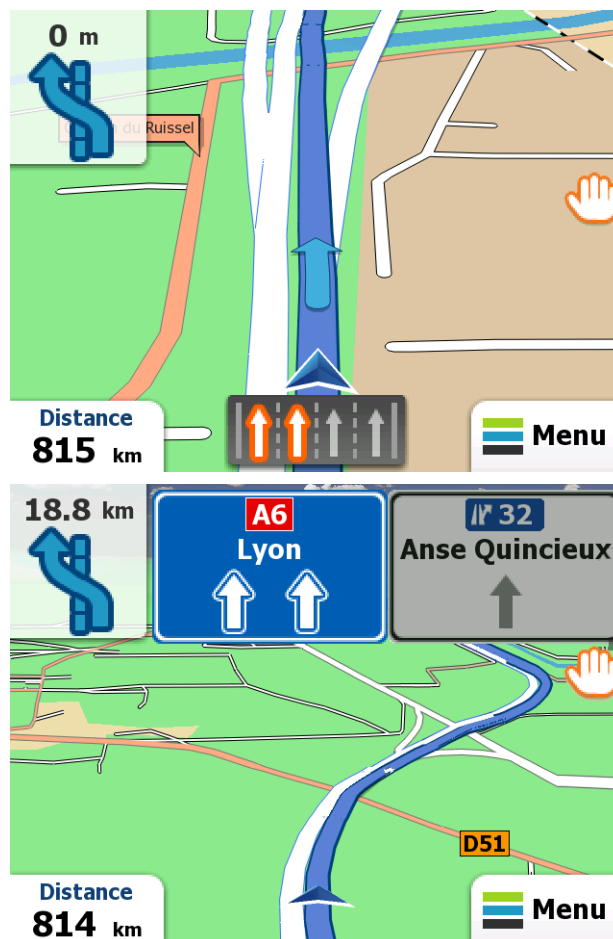 0 m
du Ruissel
Distance
815 km
Menu
18.8 km
A6
Lyon
32
Anse Quincieux
D51
Distance
814 km
Menu